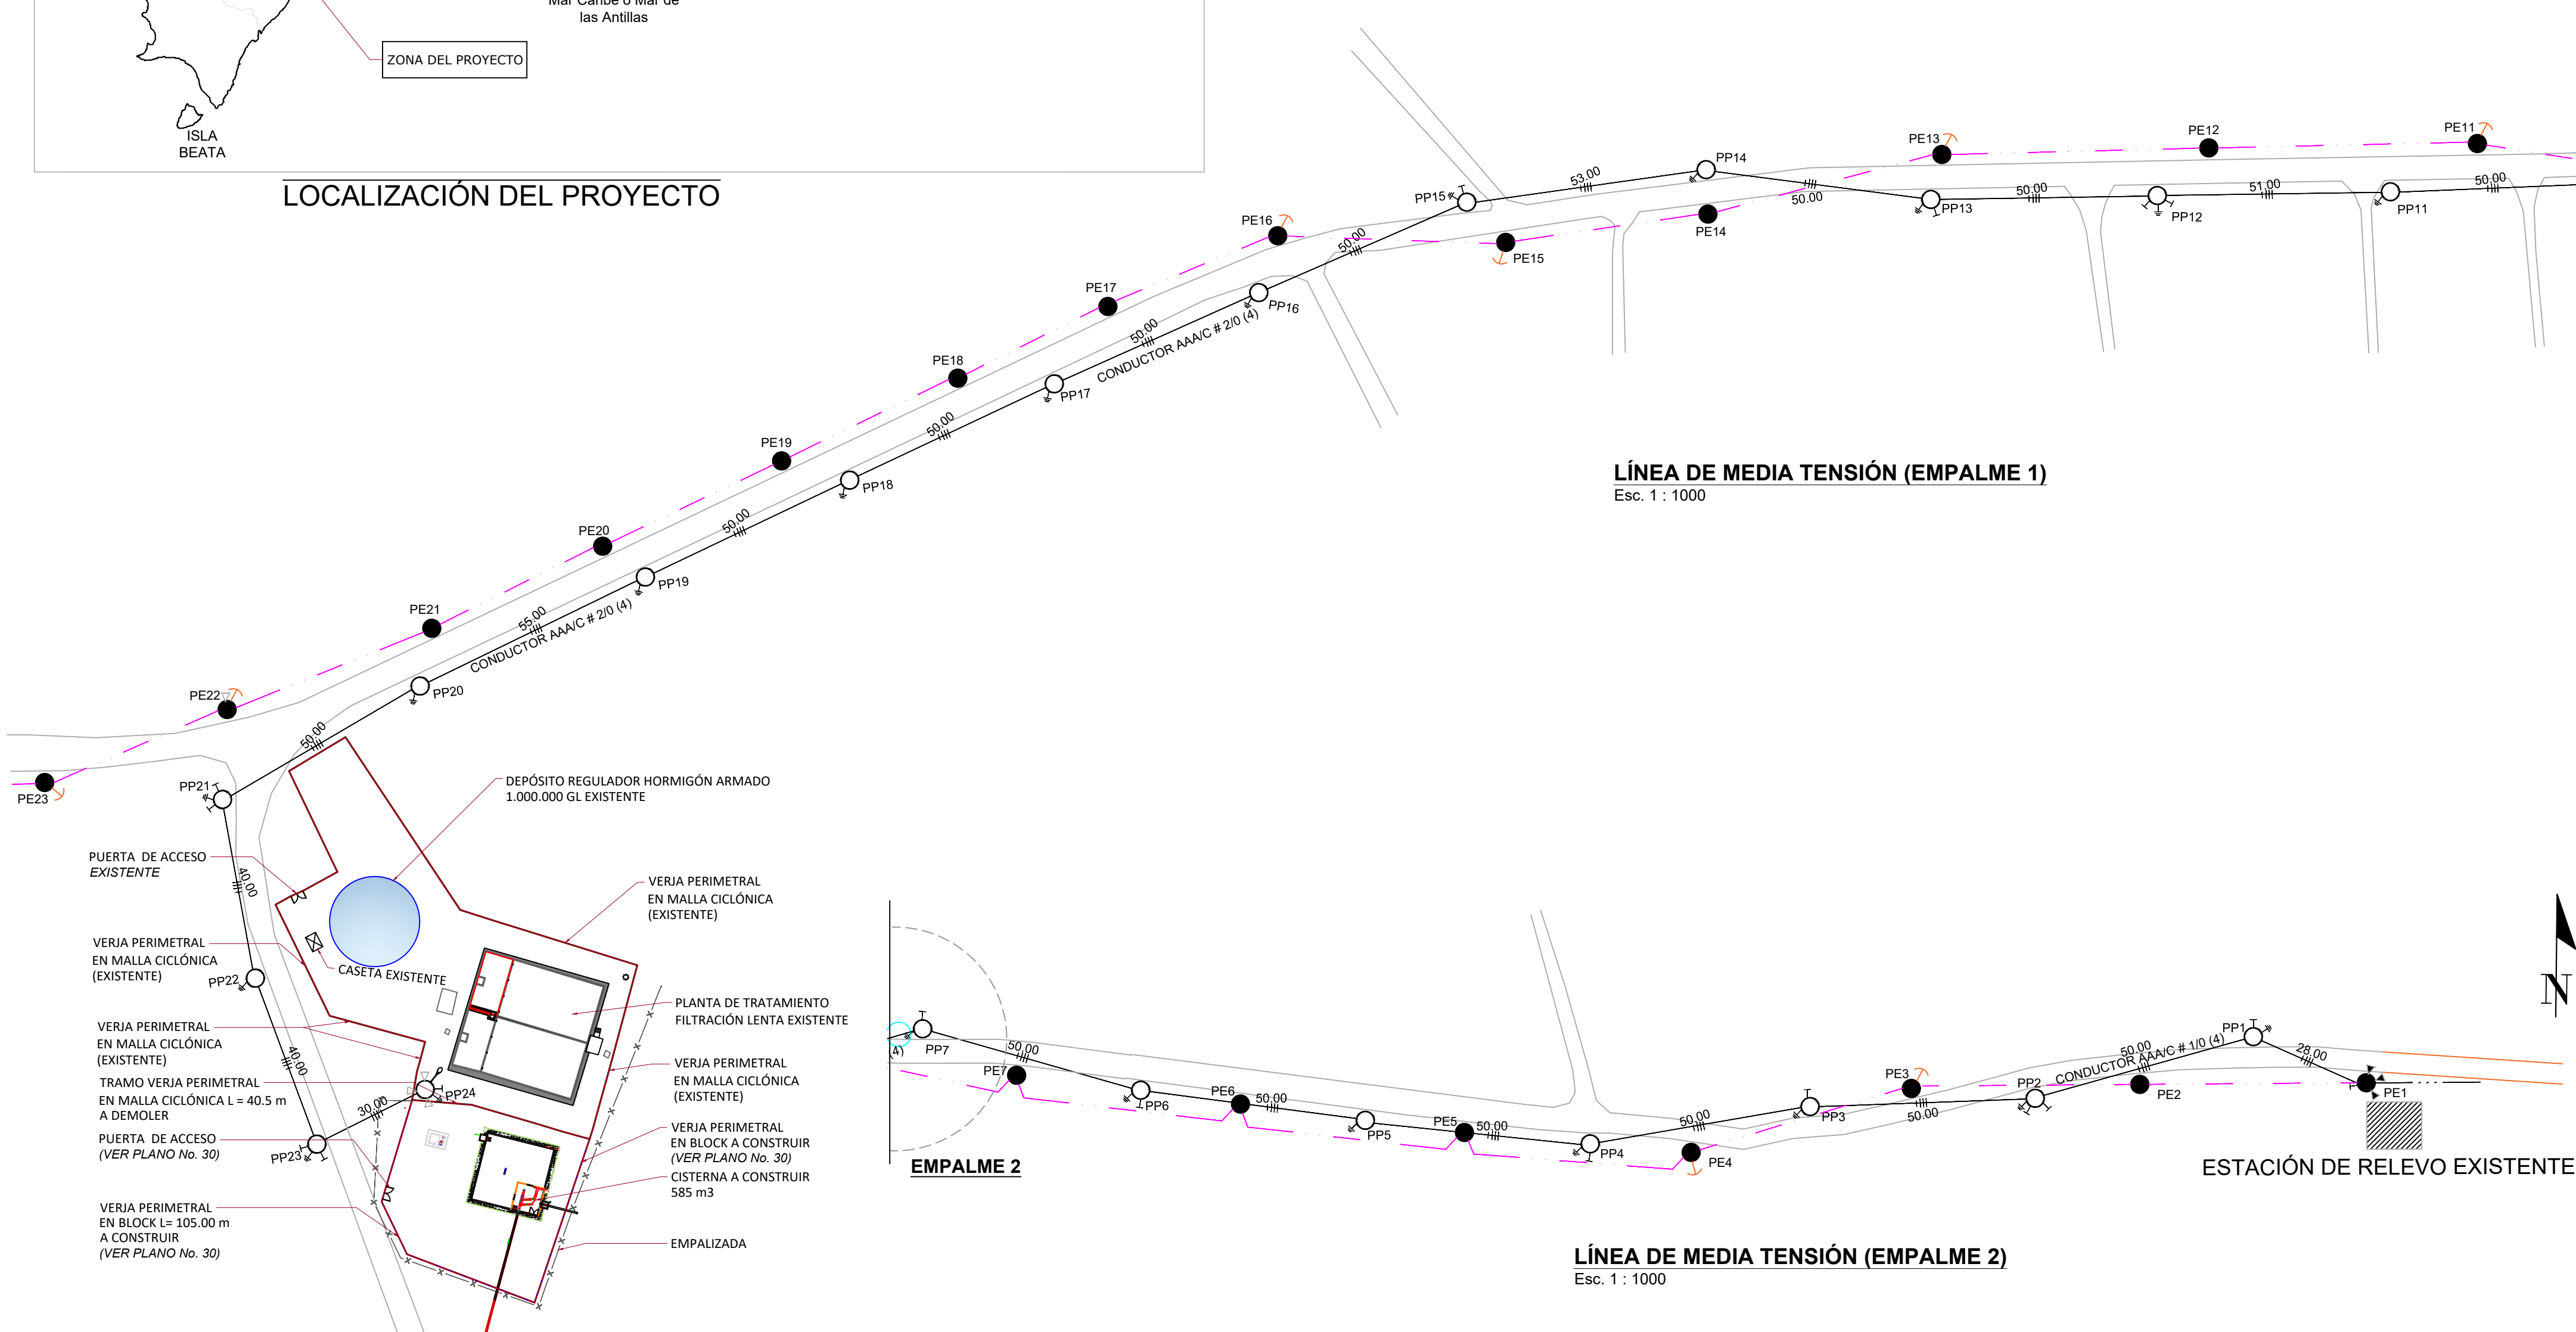 Mar Caribe o Mar de
las Antillas
ZONA DEL PROYECTO
ISLA
BEATA
LOCALIZACIÓN DEL PROYECTO
PE11
PE12
PE13
PP14
53.00
PP15
50.00
PP13
50.00
PP12
51.00
PP11
50.00
PE14
PE15
PE16
50.00
PP16
PE17
50.00
CONDUCTOR AAA/C # 2/0 (4)
PP17
PE18
50.00
PP18
PE19
50.00
PP19
PE20
55.00
CONDUCTOR AAA/C # 2/0 (4)
PP20
PE21
PE22
50.00
PP21
PE23
LÍNEA DE MEDIA TENSIÓN (EMPALME 1)
Esc. 1 : 1000
DEPÓSITO REGULADOR HORMIGÓN ARMADO
1.000.000 GL EXISTENTE
PUERTA DE ACCESO
EXISTENTE
40.00
VERJA PERIMETRAL
EN MALLA CICLÓNICA
(EXISTENTE)
VERJA PERIMETRAL
EN MALLA CICLÓNICA
(EXISTENTE)
CASETA EXISTENTE
PP22
PLANTA DE TRATAMIENTO
FILTRACIÓN LENTA EXISTENTE
VERJA PERIMETRAL
EN MALLA CICLÓNICA
(EXISTENTE)
40.00
VERJA PERIMETRAL
EN MALLA CICLÓNICA
(EXISTENTE)
TRAMO VERJA PERIMETRAL
EN MALLA CICLÓNICA L = 40.5 m
A DEMOLER
PP24
30.00
PUERTA DE ACCESO
(VER PLANO No. 30)
PP23
VERJA PERIMETRAL
EN BLOCK A CONSTRUIR
(VER PLANO No. 30)
CISTERNA A CONSTRUIR
585 m3
VERJA PERIMETRAL
EN BLOCK L= 105.00 m
A CONSTRUIR
(VER PLANO No. 30)
EMPALIZADA
4)
PP7
50.00
PE7
PP6
PE6
50.00
PP5
PE5
50.00
PP4
50.00
PE4
PP3
PE3
50.00
PP2
50.00
CONDUCTOR AAA/C # 1/0 (4)
PE2
PP1
28.00
PE1
N
EMPALME 2
ESTACIÓN DE RELEVO EXISTENTE
LÍNEA DE MEDIA TENSIÓN (EMPALME 2)
Esc. 1 : 1000